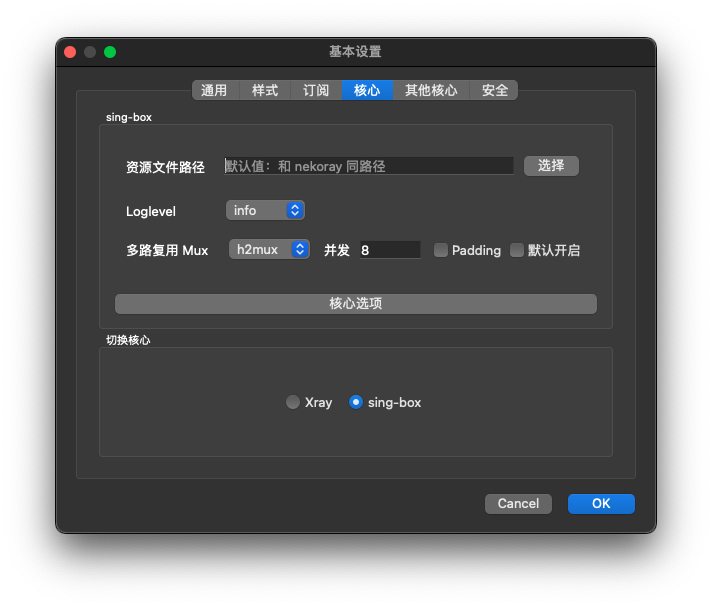 基本设置
通用 样式 订阅 核心 其他核心 安全
sing-box
资源文件路径 默认值：和 nekoray 同路径 选择
Loglevel info
多路复用 Mux h2mux 并发 8 Padding 默认开启
核心选项
切换核心
Xray sing-box
Cancel OK